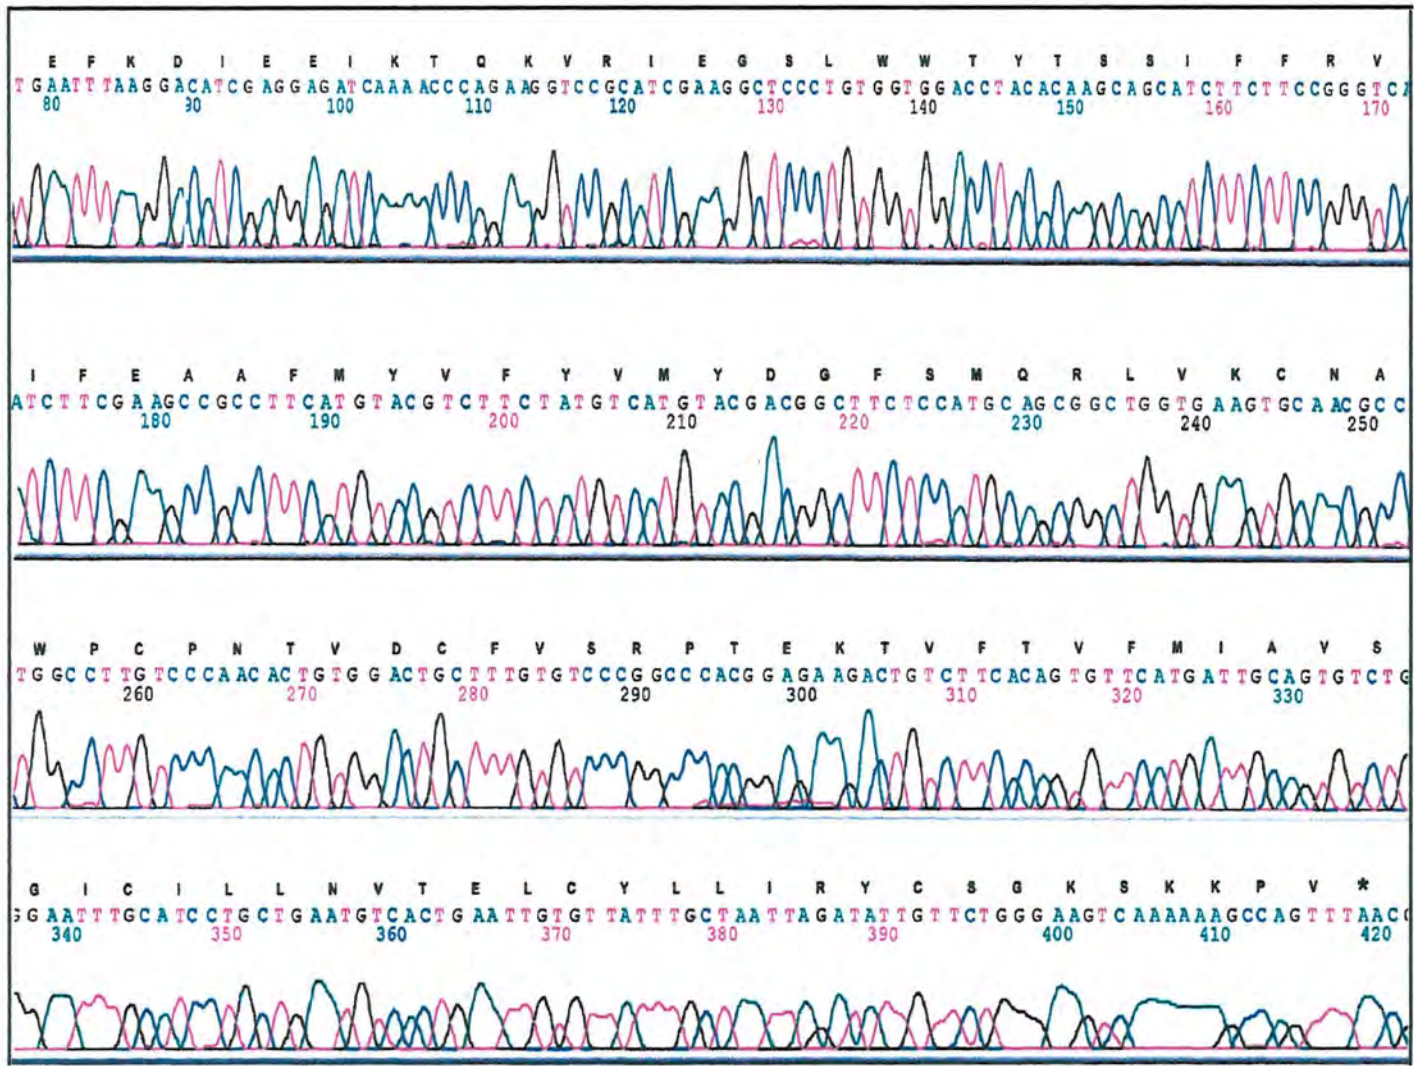 E F K D I E E I K T Q K V R I E G S L W W T Y T S S I F F R V
TGAATTTAAGGACATCGAGGAGATCAAAACCCAGAAGGTCCGCATCGAAGGCTCCCTGTGGTGGACCTACACAAGCAGCATCTTCTTCCGGGTCA
80 90 100 110 120 130 140 150 160 170
I F E A A F M Y V F Y V M Y D G F S M Q R L V K C N A
ATCTTCGAAGCCGCCTTCATGTACGTCTTCTATGTCATGTACGACGGCTTCTCCATGCAGCGGCTGGTGAAGTGCAACGCC
180 190 200 210 220 230 240 250
W P C P N T V D C F V S R P T E K T V F T V F M I A V S
TGGCCTTGTCCCAACACTGTGGACTGCTTTGTGTCCCGGCCCACGGAGAAGACTGTCTTCACAGTGTTCATGATTGCAGTGTCTG
260 270 280 290 300 310 320 330
G I C I L L N V T E L C Y L L I R Y C S G K S K K P V *
GGAATTTGCATCCTGCTGAATGTCACTGAATTGTGTTATTTGCTAATTAGATATTGTTCTGGGAAGTCAAAAAAGCCAGTTTAACG
340 350 360 370 380 390 400 410 420